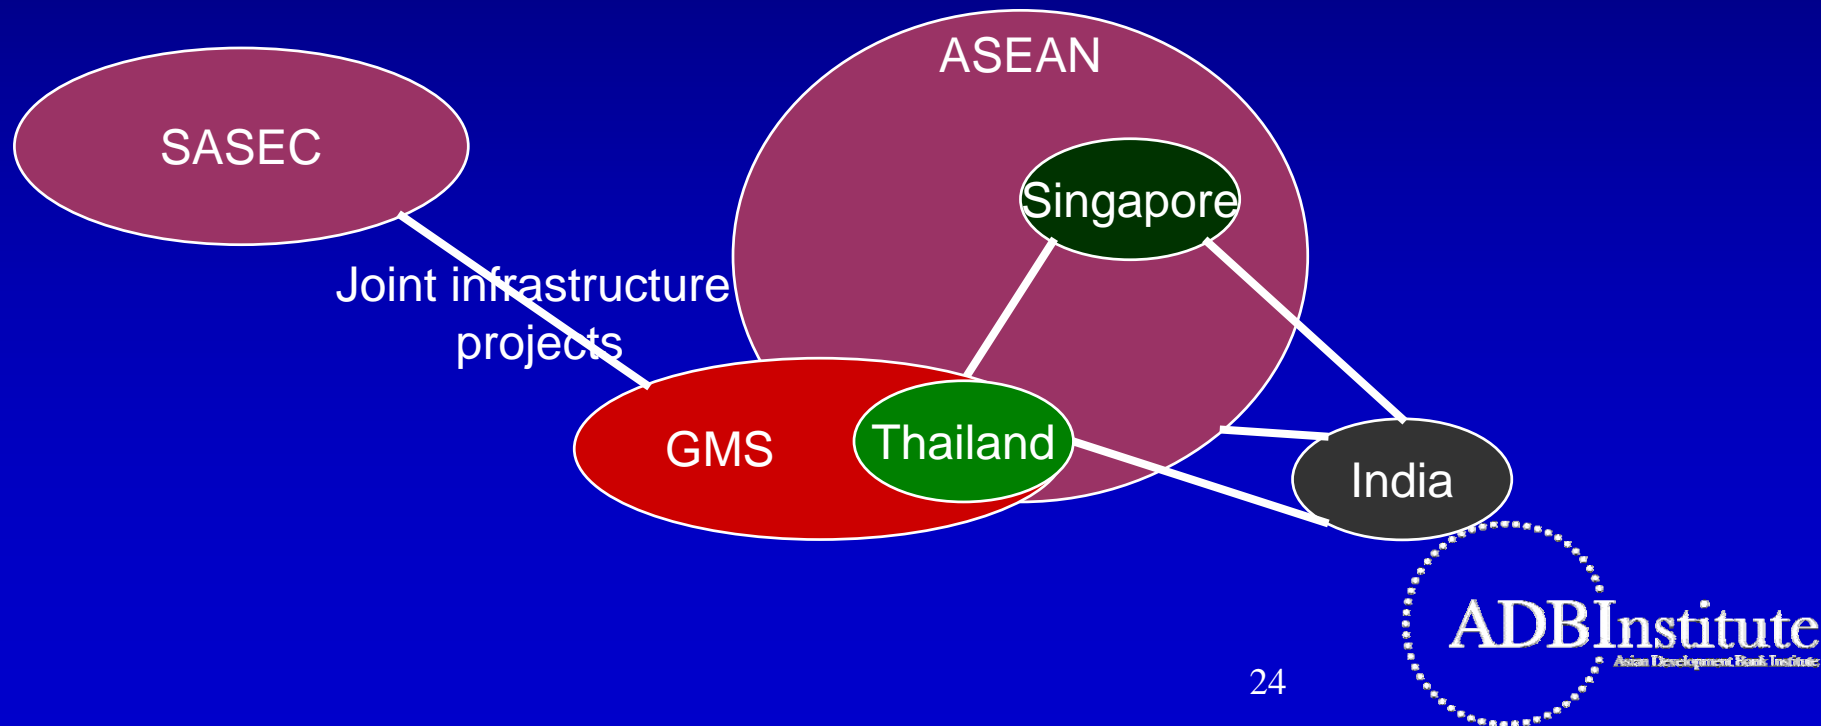 ASEAN
SASEC
Singapore
Joint infrastructure
projects
GMS
Thailand
India
ADBInstitute
Asian Development Bank Institute
24